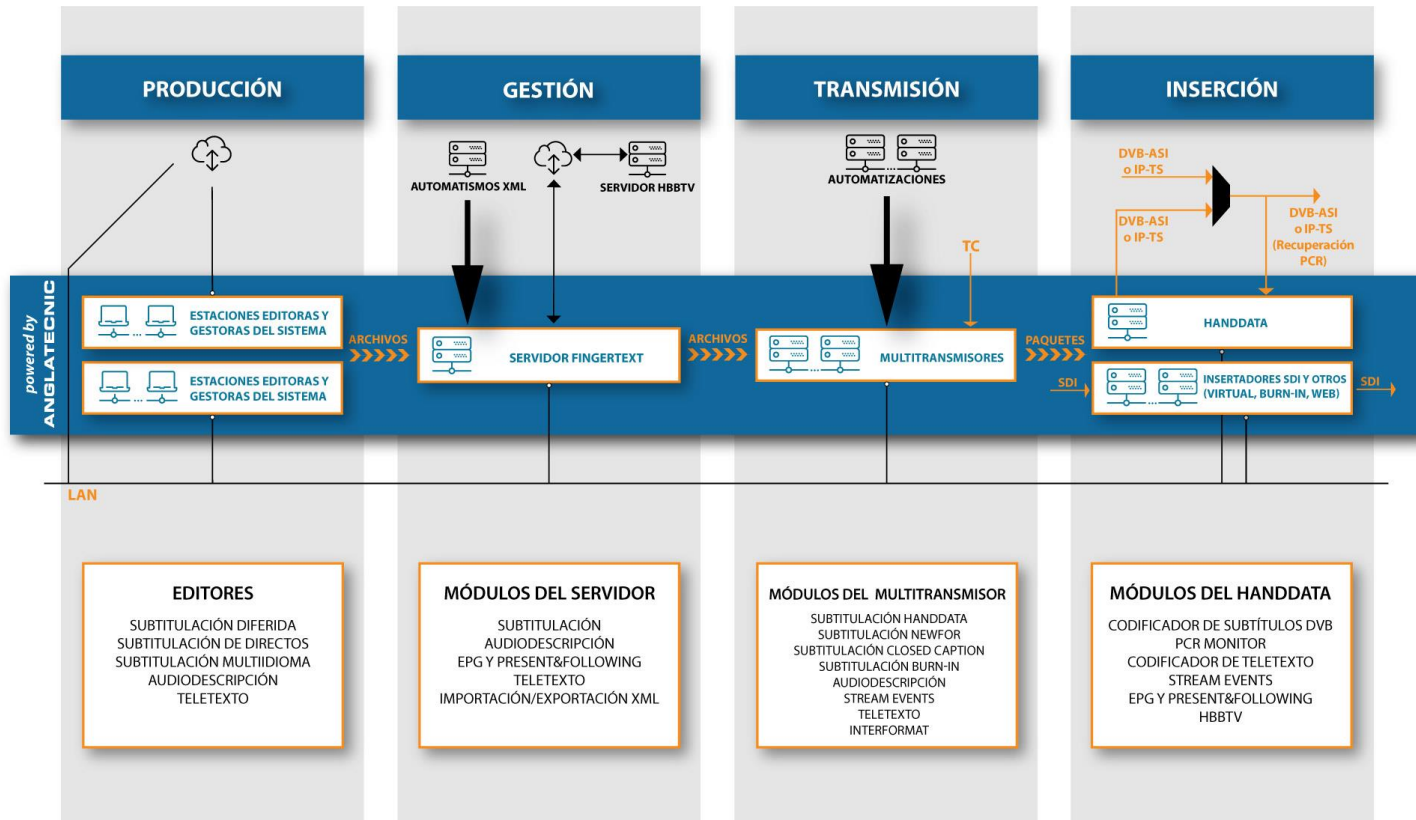 PRODUCCIÓN
GESTIÓN
TRANSMISIÓN
INSERCIÓN
AUTOMATISMOS XML
SERVIDOR HBBTV
AUTOMATIZACIONES
DVB-ASI
o IP-TS
DVB-ASI
o IP-TS
DVB-ASI
o IP-TS
(Recuperación
PCR)
TC
powered by
ANGLATECNIC
ESTACIONES EDITORAS Y
GESTORAS DEL SISTEMA
ESTACIONES EDITORAS Y
GESTORAS DEL SISTEMA
ARCHIVOS
SERVIDOR FINGERTEXT
ARCHIVOS
MULTITRANSMISORES
PAQUETES
HANDDATA
SDI
INSERTADORES SDI Y OTROS
(VIRTUAL, BURN-IN, WEB)
SDI
LAN
EDITORES
SUBTITULACIÓN DIFERIDA
SUBTITULACIÓN DE DIRECTOS
SUBTITULACIÓN MULTIIDIOMA
AUDIODESCRIPCIÓN
TELETEXTO
MÓDULOS DEL SERVIDOR
SUBTITULACIÓN
AUDIODESCRIPCIÓN
EPG Y PRESENT&FOLLOWING
TELETEXTO
IMPORTACIÓN/EXPORTACIÓN XML
MÓDULOS DEL MULTITRANSMISOR
SUBTITULACIÓN HANDDATA
SUBTITULACIÓN NEWFOR
SUBTITULACIÓN CLOSED CAPTION
SUBTITULACIÓN BURN-IN
AUDIODESCRIPCIÓN
STREAM EVENTS
TELETEXTO
INTERFORMAT
MÓDULOS DEL HANDDATA
CODIFICADOR DE SUBTÍTULOS DVB
PCR MONITOR
CODIFICADOR DE TELETEXTO
STREAM EVENTS
EPG Y PRESENT&FOLLOWING
HBBTV